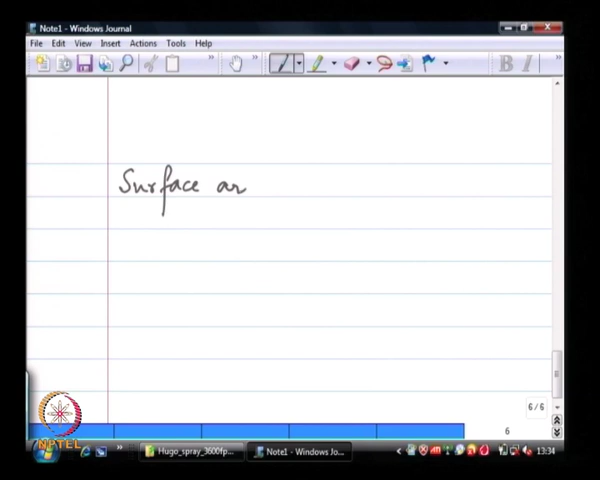 Note1 - Windows Journal
File Edit View Insert Actions Tools Help
B I
Surface ar
6/6
6
NPTEL
Hugo_spray_3600fp...
Note1 - Windows Jo...
13:34